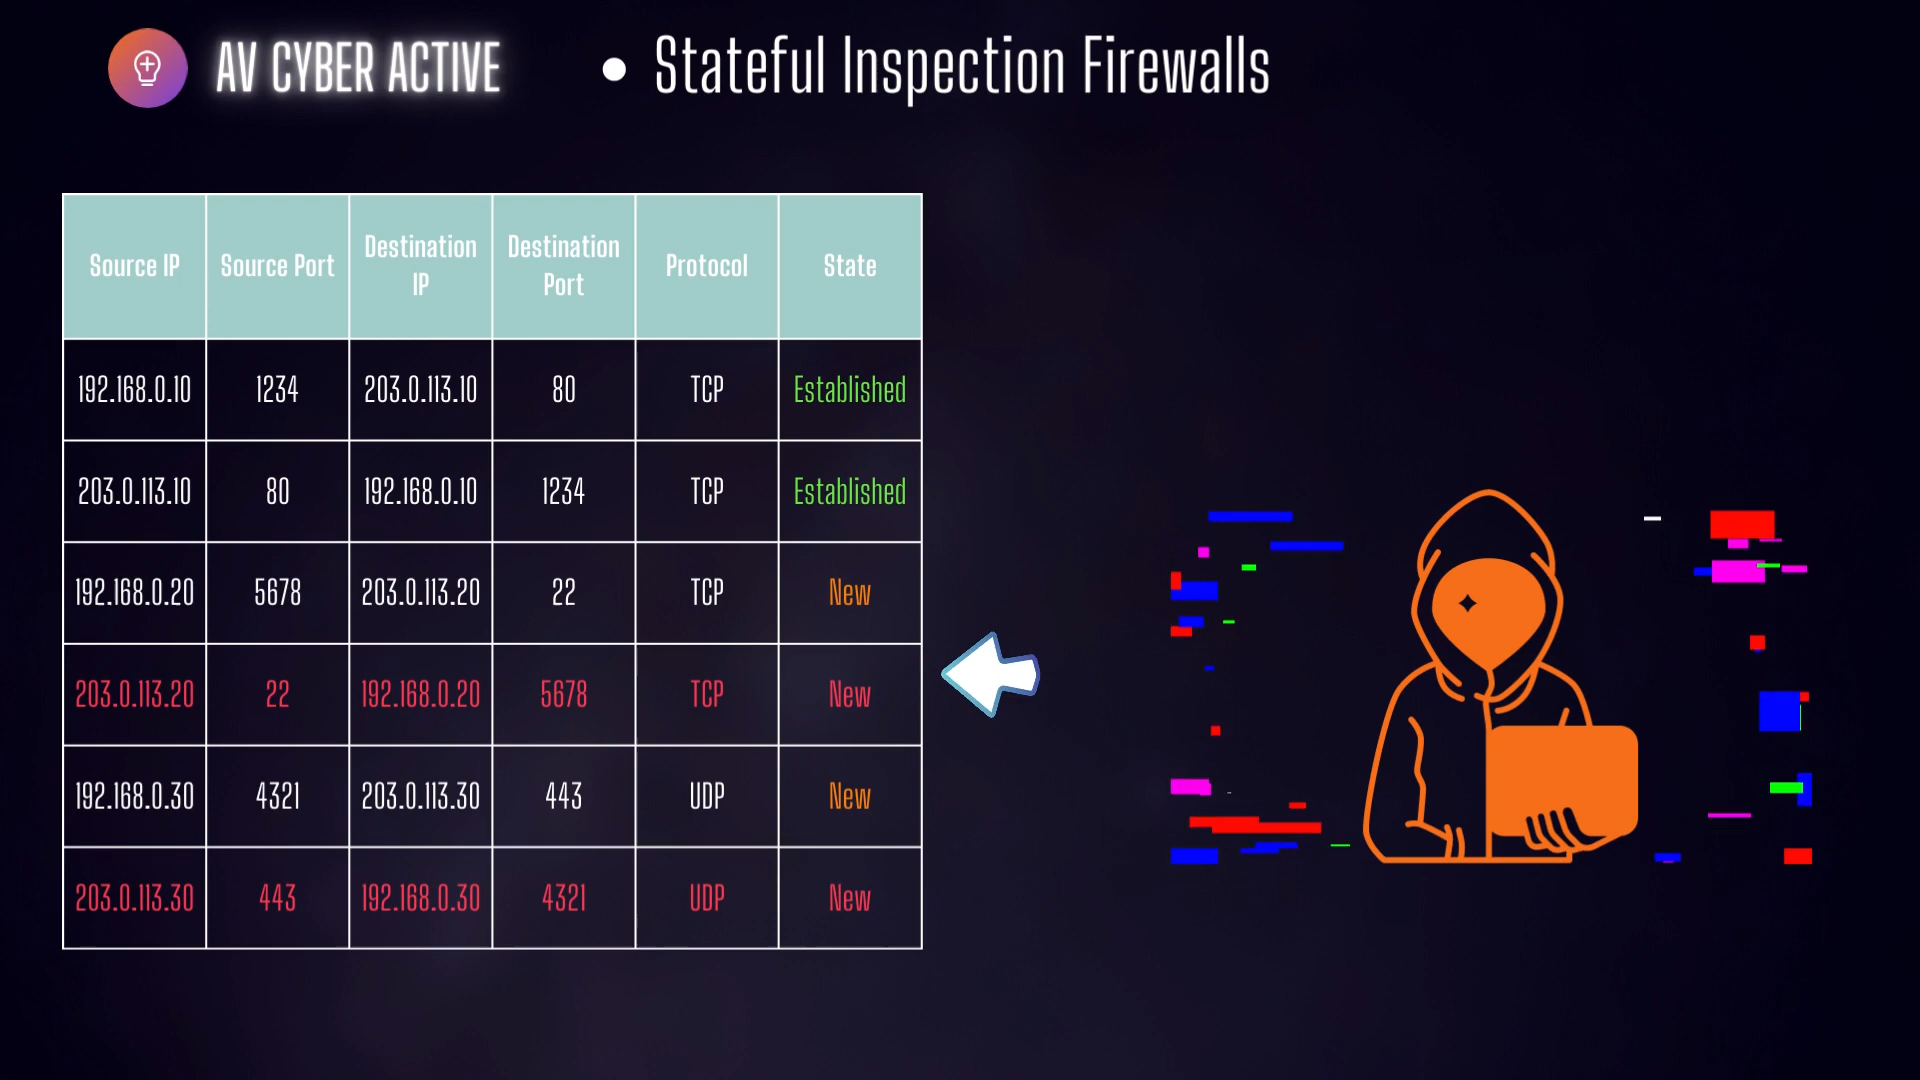 AV CYBER ACTIVE
• Stateful Inspection Firewalls
Source IP Source Port Destination IP Destination Port Protocol State
192.168.0.10 1234 203.0.113.10 80 TCP Established
203.0.113.10 80 192.168.0.10 1234 TCP Established
192.168.0.20 5678 203.0.113.20 22 TCP New
203.0.113.20 22 192.168.0.20 5678 TCP New
192.168.0.30 4321 203.0.113.30 443 UDP New
203.0.113.30 443 192.168.0.30 4321 UDP New